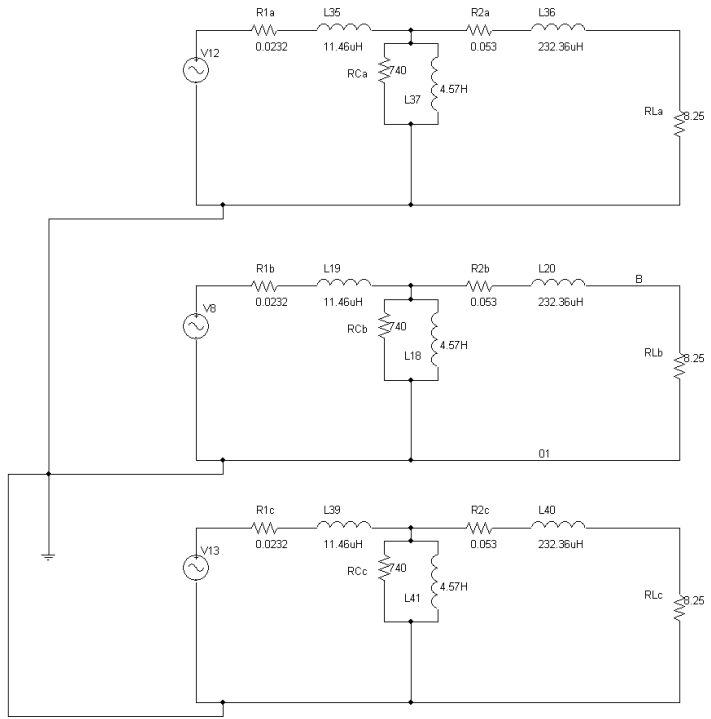 R1a L35 R2a L36
V12 0.0232 11.46uH 0.053 232.36uH
RCa 740 4.57H
L37
RLa 8.25
R1b L19 R2b L20 B
V8 0.0232 11.46uH 0.053 232.36uH
RCb 740 4.57H
L18
RLb 8.25
01
R1c L39 R2c L40
V13 0.0232 11.46uH 0.053 232.36uH
RCc 740 4.57H
L41
RLc 8.25